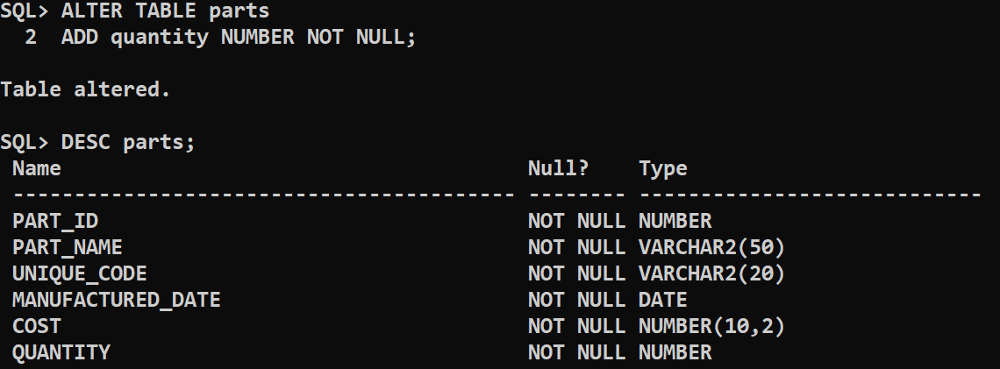 SQL> ALTER TABLE parts
  2  ADD quantity NUMBER NOT NULL;
Table altered.
SQL> DESC parts;
 Name                                      Null?    Type
 ----------------------------------------- -------- ----------------------------
 PART_ID                                   NOT NULL NUMBER
 PART_NAME                                 NOT NULL VARCHAR2(50)
 UNIQUE_CODE                               NOT NULL VARCHAR2(20)
 MANUFACTURED_DATE                         NOT NULL DATE
 COST                                      NOT NULL NUMBER(10,2)
 QUANTITY                                  NOT NULL NUMBER